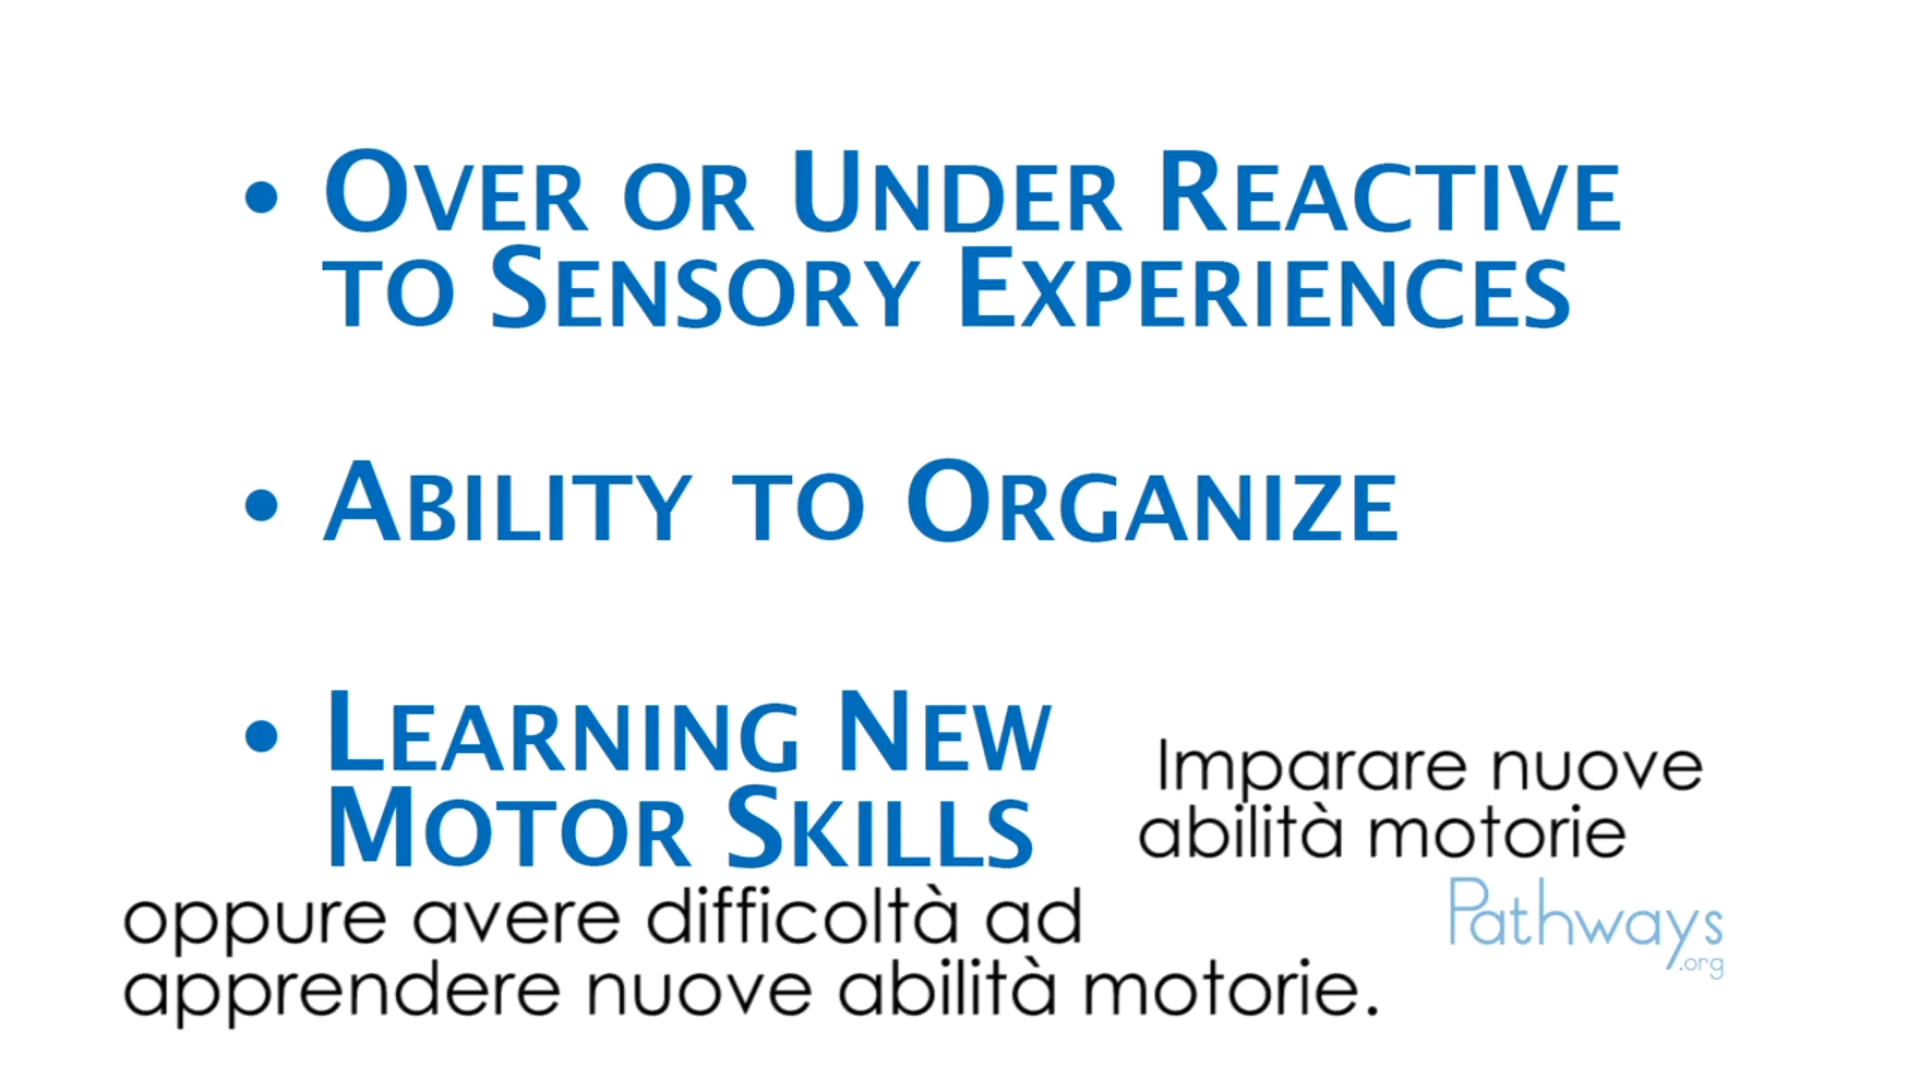 • OVER OR UNDER REACTIVE
TO SENSORY EXPERIENCES
• ABILITY TO ORGANIZE
• LEARNING NEW
MOTOR SKILLS
Imparare nuove
abilità motorie
oppure avere difficoltà ad
apprendere nuove abilità motorie.
Pathways
.org